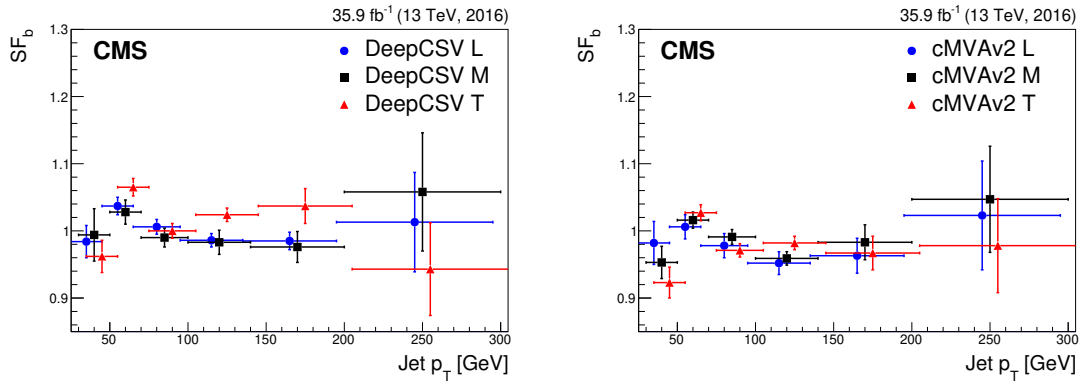 35.9 fb⁻¹ (13 TeV, 2016)
SF_b
1.3
1.2
1.1
1
0.9
CMS
DeepCSV L
DeepCSV M
DeepCSV T
50 100 150 200 250 300
Jet p_T [GeV]
35.9 fb⁻¹ (13 TeV, 2016)
SF_b
1.3
1.2
1.1
1
0.9
CMS
cMVAv2 L
cMVAv2 M
cMVAv2 T
50 100 150 200 250 300
Jet p_T [GeV]